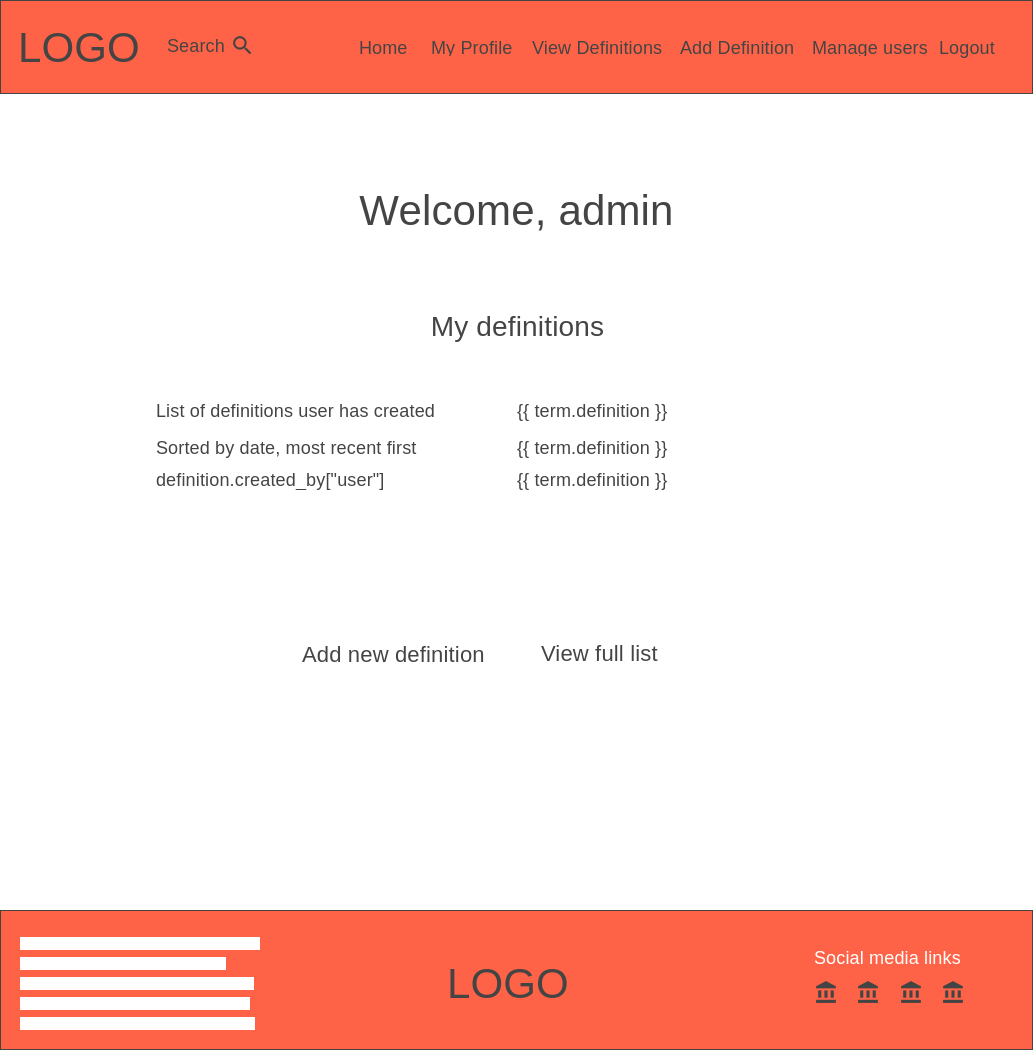 LOGO Search Home My Profile View Definitions Add Definition Manage users Logout
Welcome, admin
My definitions
List of definitions user has created {{ term.definition }}
Sorted by date, most recent first {{ term.definition }}
definition.created_by["user"] {{ term.definition }}
Add new definition View full list
Social media links
LOGO